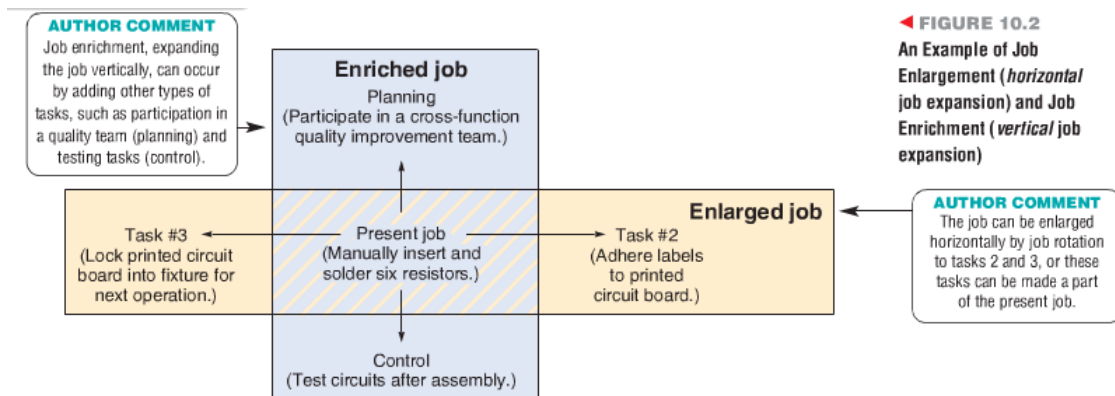 AUTHOR COMMENT
Job enrichment, expanding
the job vertically, can occur
by adding other types of
tasks, such as participation in
a quality team (planning) and
testing tasks (control).
Enriched job
Planning
(Participate in a cross-function
quality improvement team.)
◀ FIGURE 10.2
An Example of Job
Enlargement (horizontal
job expansion) and Job
Enrichment (vertical job
expansion)
Task #3
(Lock printed circuit
board into fixture for
next operation.)
Present job
(Manually insert and
solder six resistors.)
Enlarged job
Task #2
(Adhere labels
to printed
circuit board.)
AUTHOR COMMENT
The job can be enlarged
horizontally by job rotation
to tasks 2 and 3, or these
tasks can be made a part
of the present job.
Control
(Test circuits after assembly.)